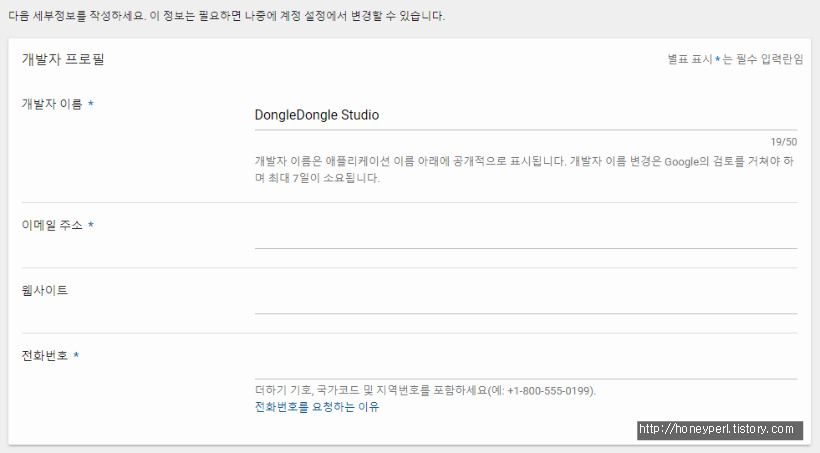 다음 세부정보를 작성하세요. 이 정보는 필요하면 나중에 계정 설정에서 변경할 수 있습니다.
개발자 프로필
별표 표시 * 는 필수 입력란임
개발자 이름 *
DongleDongle Studio
19/50
개발자 이름은 애플리케이션 이름 아래에 공개적으로 표시됩니다. 개발자 이름 변경은 Google의 검토를 거쳐야 하
며 최대 7일이 소요됩니다.
이메일 주소 *
웹사이트
전화번호 *
더하기 기호, 국가코드 및 지역번호를 포함하세요(예: +1-800-555-0199).
전화번호를 요청하는 이유
http://honeyperl.tistory.com